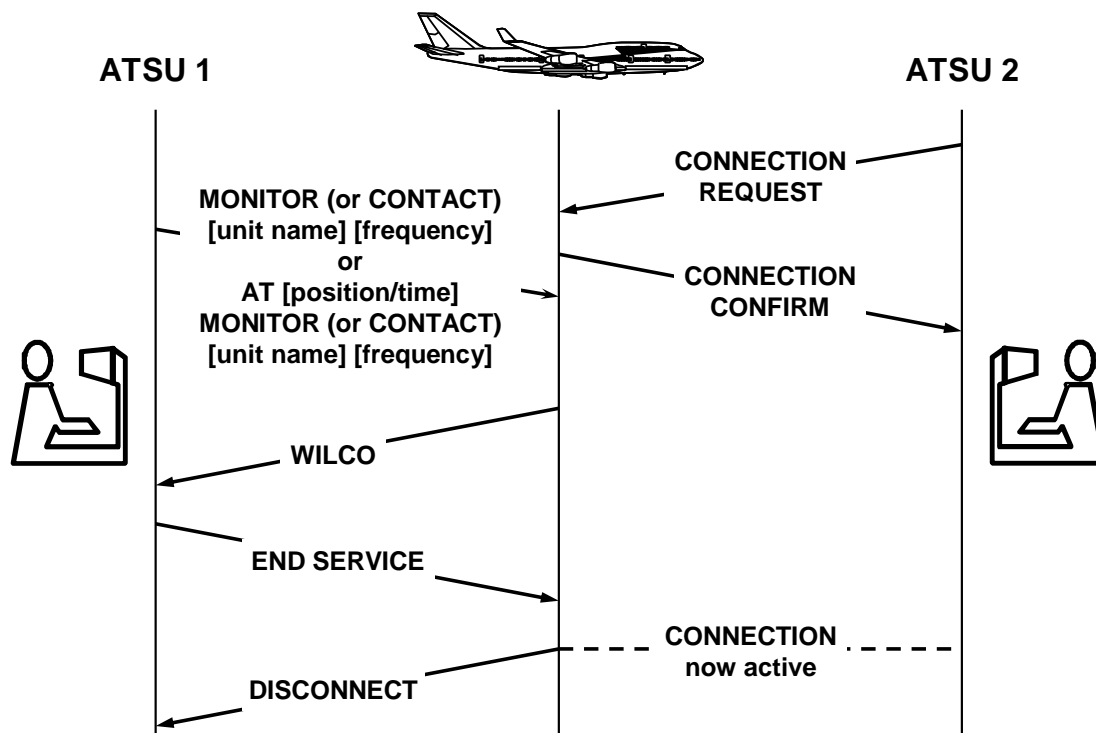 ATSU 1
ATSU 2
CONNECTION
REQUEST
MONITOR (or CONTACT)
[unit name] [frequency]
or
AT [position/time]
MONITOR (or CONTACT)
[unit name] [frequency]
CONNECTION
CONFIRM
WILCO
END SERVICE
CONNECTION
now active
DISCONNECT